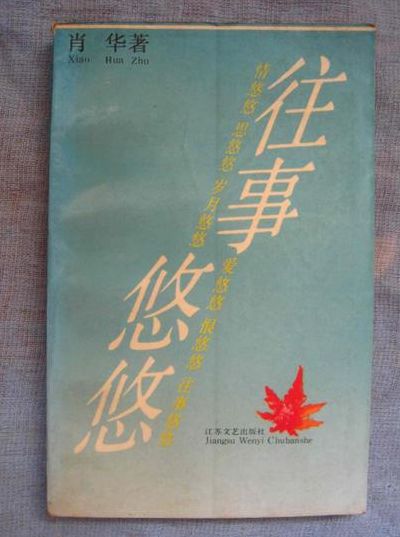 肖 华著
Xiao Hua Zhu
往事
悠悠
情悠悠 思悠悠 岁月悠悠 爱悠悠 恨悠悠 往事悠悠
江苏文艺出版社
Jiangsu Wenyi Chubanshe